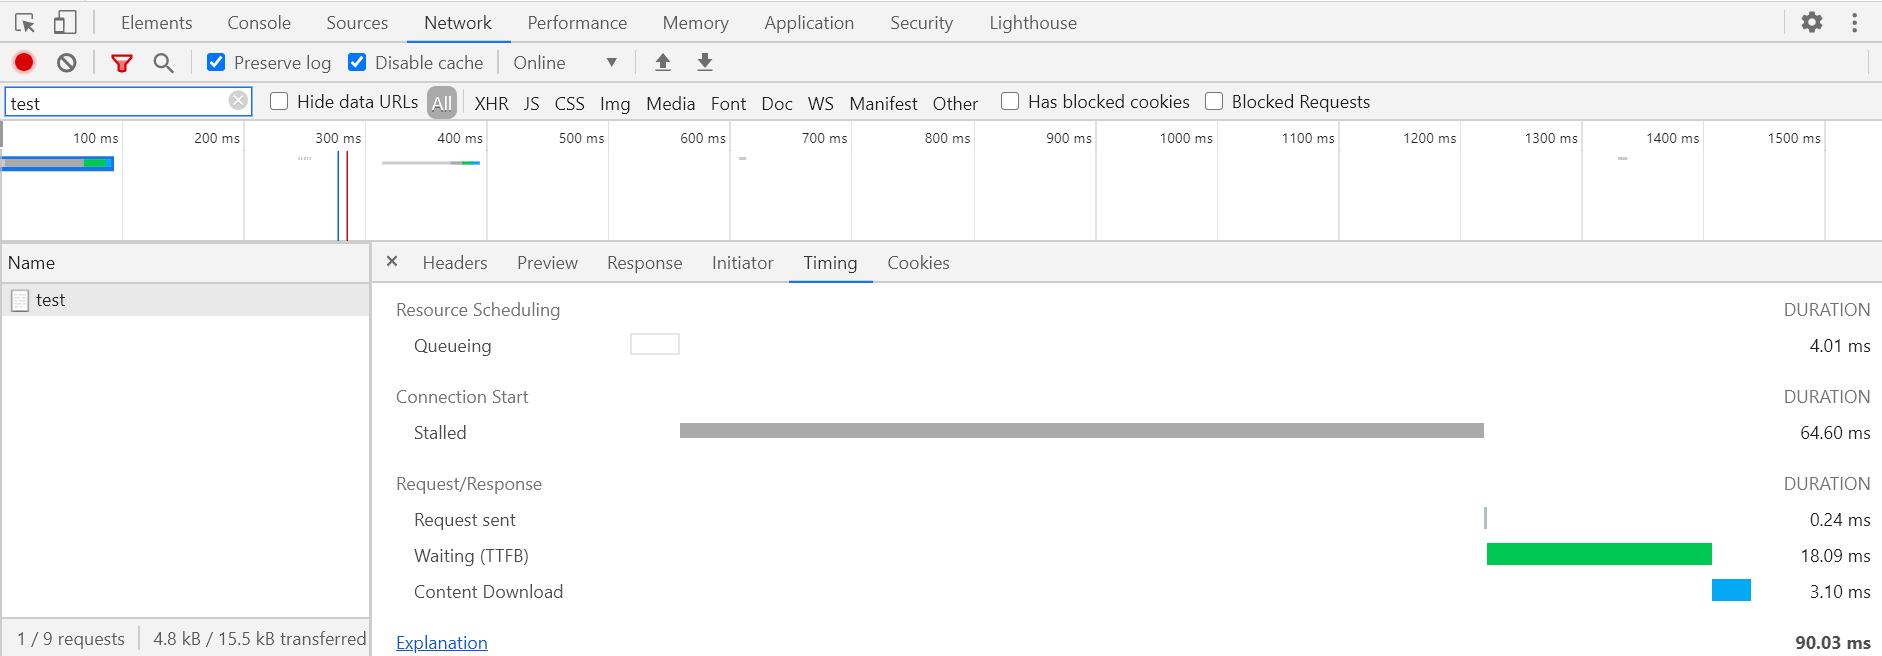 Elements Console Sources Network Performance Memory Application Security Lighthouse
Preserve log Disable cache Online
test Hide data URLs All XHR JS CSS Img Media Font Doc WS Manifest Other Has blocked cookies Blocked Requests
100 ms 200 ms 300 ms 400 ms 500 ms 600 ms 700 ms 800 ms 900 ms 1000 ms 1100 ms 1200 ms 1300 ms 1400 ms 1500 ms
Name
test
1 / 9 requests 4.8 kB / 15.5 kB transferred
Headers Preview Response Initiator Timing Cookies
Resource Scheduling DURATION
Queueing 4.01 ms
Connection Start DURATION
Stalled 64.60 ms
Request/Response DURATION
Request sent 0.24 ms
Waiting (TTFB) 18.09 ms
Content Download 3.10 ms
Explanation 90.03 ms